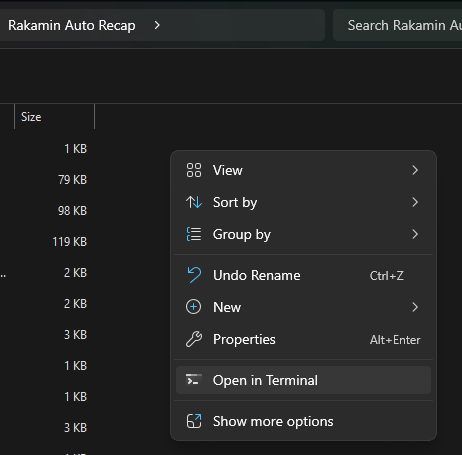 Rakamin Auto Recap
Search Rakamin Au
Size
1 KB
79 KB
98 KB
119 KB
.. 2 KB
2 KB
3 KB
1 KB
1 KB
3 KB
View
Sort by
Group by
Undo Rename Ctrl+Z
New
Properties Alt+Enter
Open in Terminal
Show more options